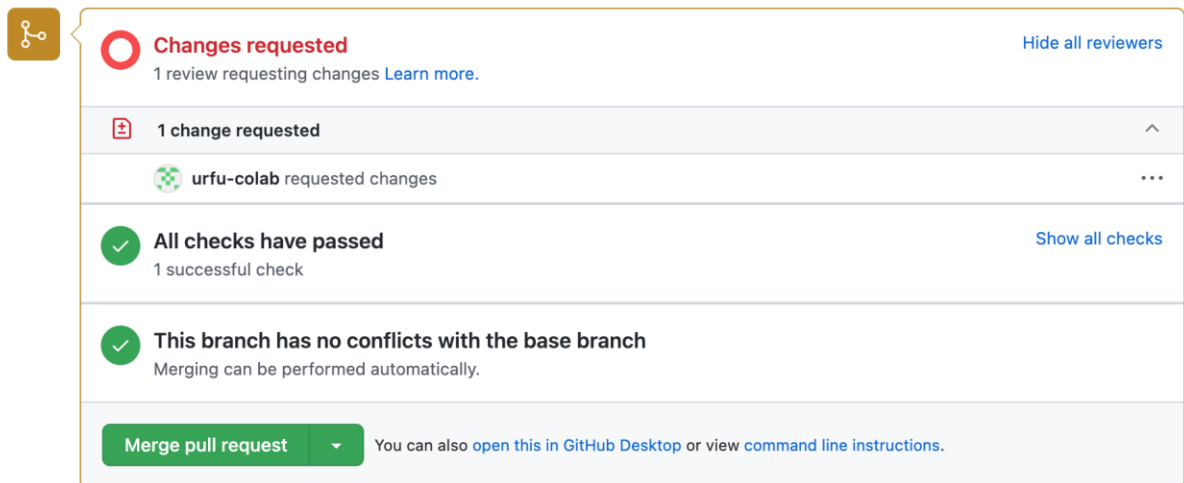 Changes requested
Hide all reviewers
1 review requesting changes Learn more.
1 change requested
urfu-colab requested changes
All checks have passed
Show all checks
1 successful check
This branch has no conflicts with the base branch
Merging can be performed automatically.
Merge pull request
You can also open this in GitHub Desktop or view command line instructions.